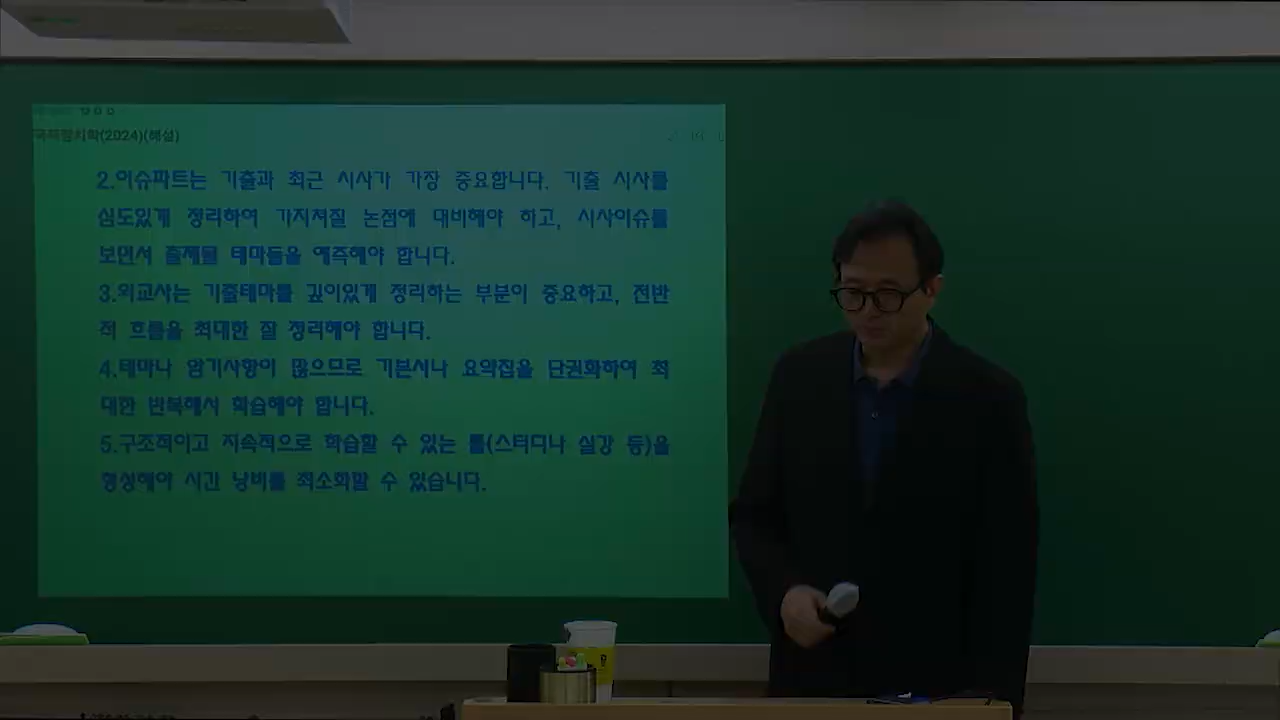 국제정치학(2024)(해설)
2.이슈파트는 기출과 최근 시사가 가장 중요합니다. 기출 시사를
심도있게 정리하여 가지쳐질 논점에 대비해야 하고, 시사이슈를
보면서 출제될 테마들을 예측해야 합니다.
3.외교사는 기출테마를 깊이있게 정리하는 부분이 중요하고, 전반
적 흐름을 최대한 잘 정리해야 합니다.
4.테마나 암기사항이 많으므로 기본서나 요약집을 단권화하여 최
대한 반복해서 학습해야 합니다.
5.구조적이고 지속적으로 학습할 수 있는 툴(스터디나 실강 등)을
형성해야 시간 낭비를 최소화할 수 있습니다.